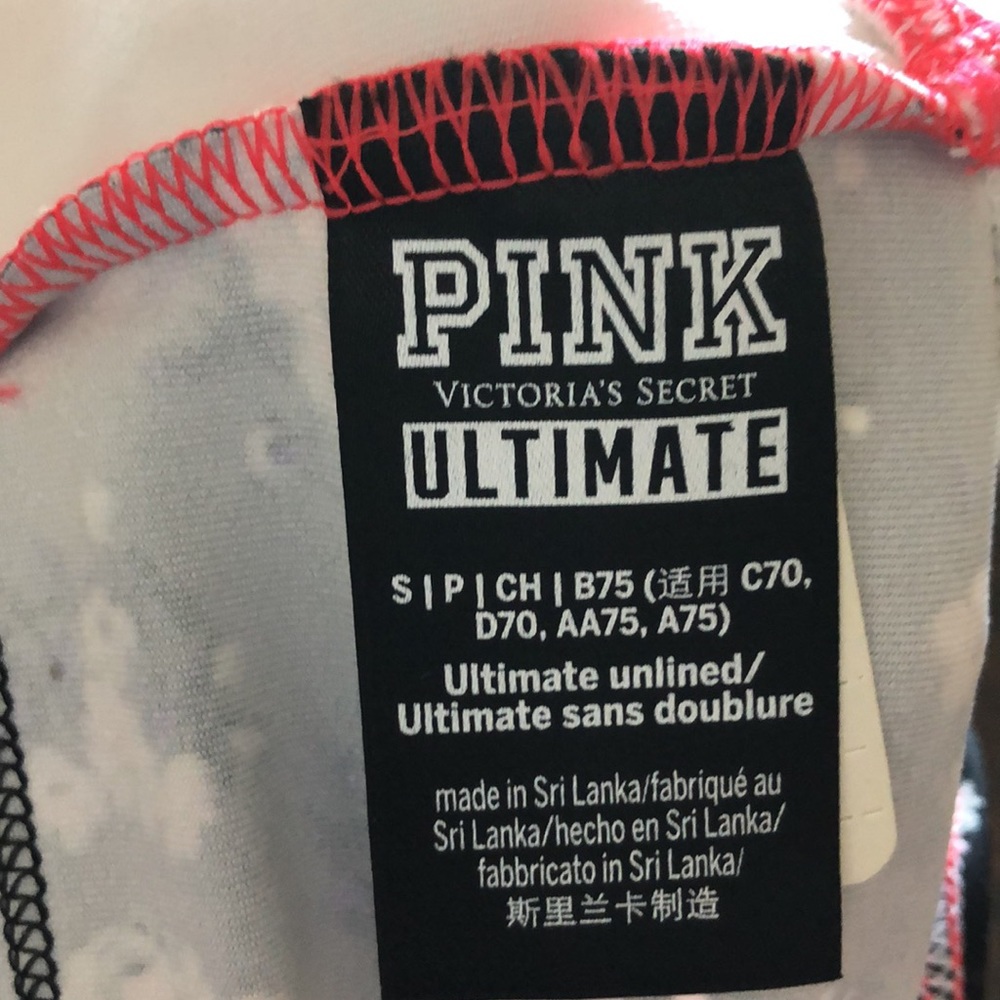 PINK
VICTORIA'S SECRET
ULTIMATE
S | P | CH | B75 (适用 C70,
D70, AA75, A75)
Ultimate unlined/
Ultimate sans doublure
made in Sri Lanka/fabriqué au
Sri Lanka/hecho en Sri Lanka/
fabbricato in Sri Lanka/
斯里兰卡制造